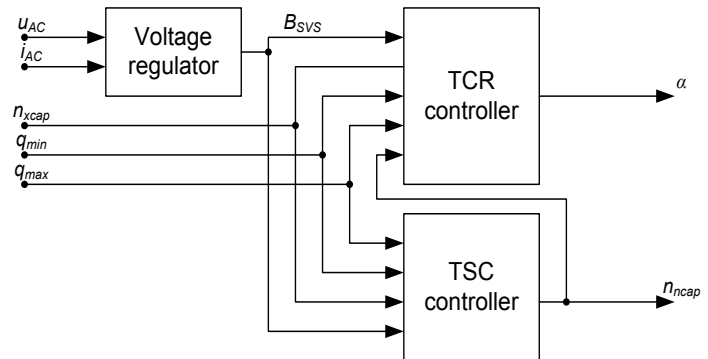 u_AC
i_AC
Voltage
regulator
B_SVS
TCR
controller
α
n_xcap
q_min
q_max
TSC
controller
n_ncap